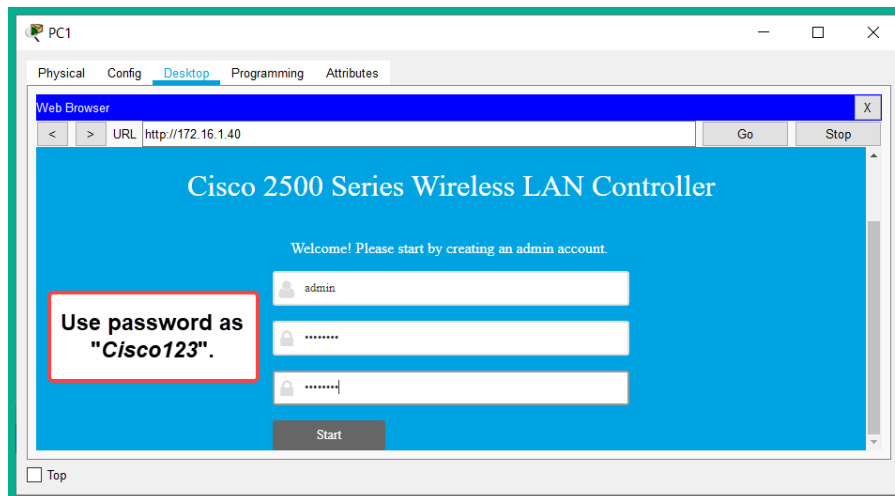 PC1
Physical Config Desktop Programming Attributes
Web Browser X
< > URL http://172.16.1.40 Go Stop
Cisco 2500 Series Wireless LAN Controller
Welcome! Please start by creating an admin account.
admin
Use password as
"Cisco123".
••••••••
••••••••
Start
Top